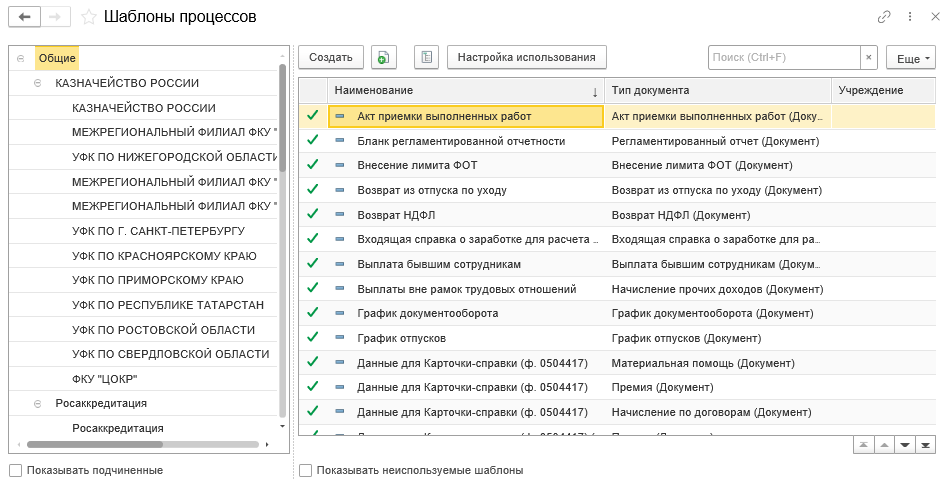 Шаблоны процессов
Общие
КАЗНАЧЕЙСТВО РОССИИ
КАЗНАЧЕЙСТВО РОССИИ
МЕЖРЕГИОНАЛЬНЫЙ ФИЛИАЛ ФКУ "
УФК ПО НИЖЕГОРОДСКОЙ ОБЛАСТИ
МЕЖРЕГИОНАЛЬНЫЙ ФИЛИАЛ ФКУ "
МЕЖРЕГИОНАЛЬНЫЙ ФИЛИАЛ ФКУ "
УФК ПО Г. САНКТ-ПЕТЕРБУРГУ
УФК ПО КРАСНОЯРСКОМУ КРАЮ
УФК ПО ПРИМОРСКОМУ КРАЮ
УФК ПО РЕСПУБЛИКЕ ТАТАРСТАН
УФК ПО РОСТОВСКОЙ ОБЛАСТИ
УФК ПО СВЕРДЛОВСКОЙ ОБЛАСТИ
ФКУ "ЦОКР"
Росаккредитация
Росаккредитация
Показывать подчиненные
Создать Настройка использования Поиск (Ctrl+F) × Еще
Наименование ↓ Тип документа Учреждение
Акт приемки выполненных работ Акт приемки выполненных работ (Доку...
Бланк регламентированной отчетности Регламентированный отчет (Документ)
Внесение лимита ФОТ Внесение лимита ФОТ (Документ)
Возврат из отпуска по уходу Возврат из отпуска по уходу (Документ)
Возврат НДФЛ Возврат НДФЛ (Документ)
Входящая справка о заработке для расчета ... Входящая справка о заработке для ра...
Выплата бывшим сотрудникам Выплата бывшим сотрудникам (Докум...
Выплаты вне рамок трудовых отношений Начисление прочих доходов (Документ)
График документооборота График документооборота (Документ)
График отпусков График отпусков (Документ)
Данные для Карточки-справки (ф. 0504417) Материальная помощь (Документ)
Данные для Карточки-справки (ф. 0504417) Премия (Документ)
Данные для Карточки-справки (ф. 0504417) Начисление по договорам (Документ)
Показывать неиспользуемые шаблоны